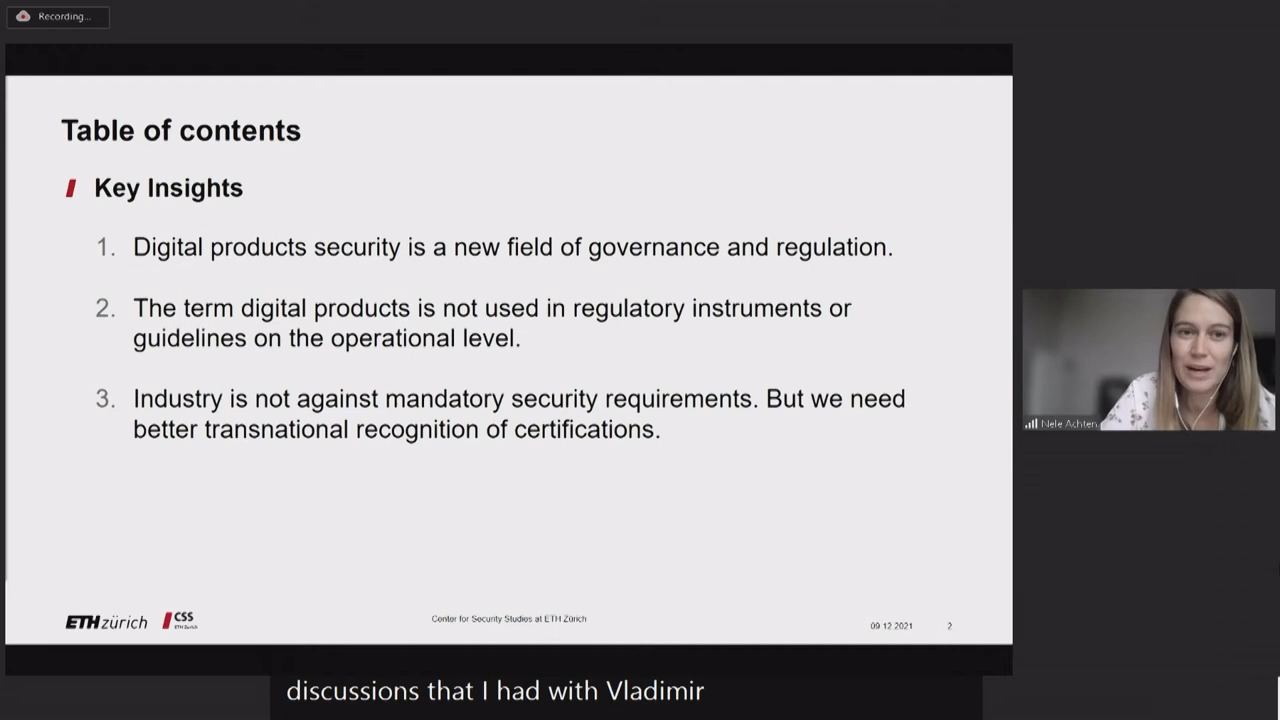 Recording...
Table of contents
Key Insights
1. Digital products security is a new field of governance and regulation.
2. The term digital products is not used in regulatory instruments or
guidelines on the operational level.
3. Industry is not against mandatory security requirements. But we need
better transnational recognition of certifications.
ETH zürich
CSS
ETH Zurich
Center for Security Studies at ETH Zürich
09.12.2021
2
Nele Achten
discussions that I had with Vladimir